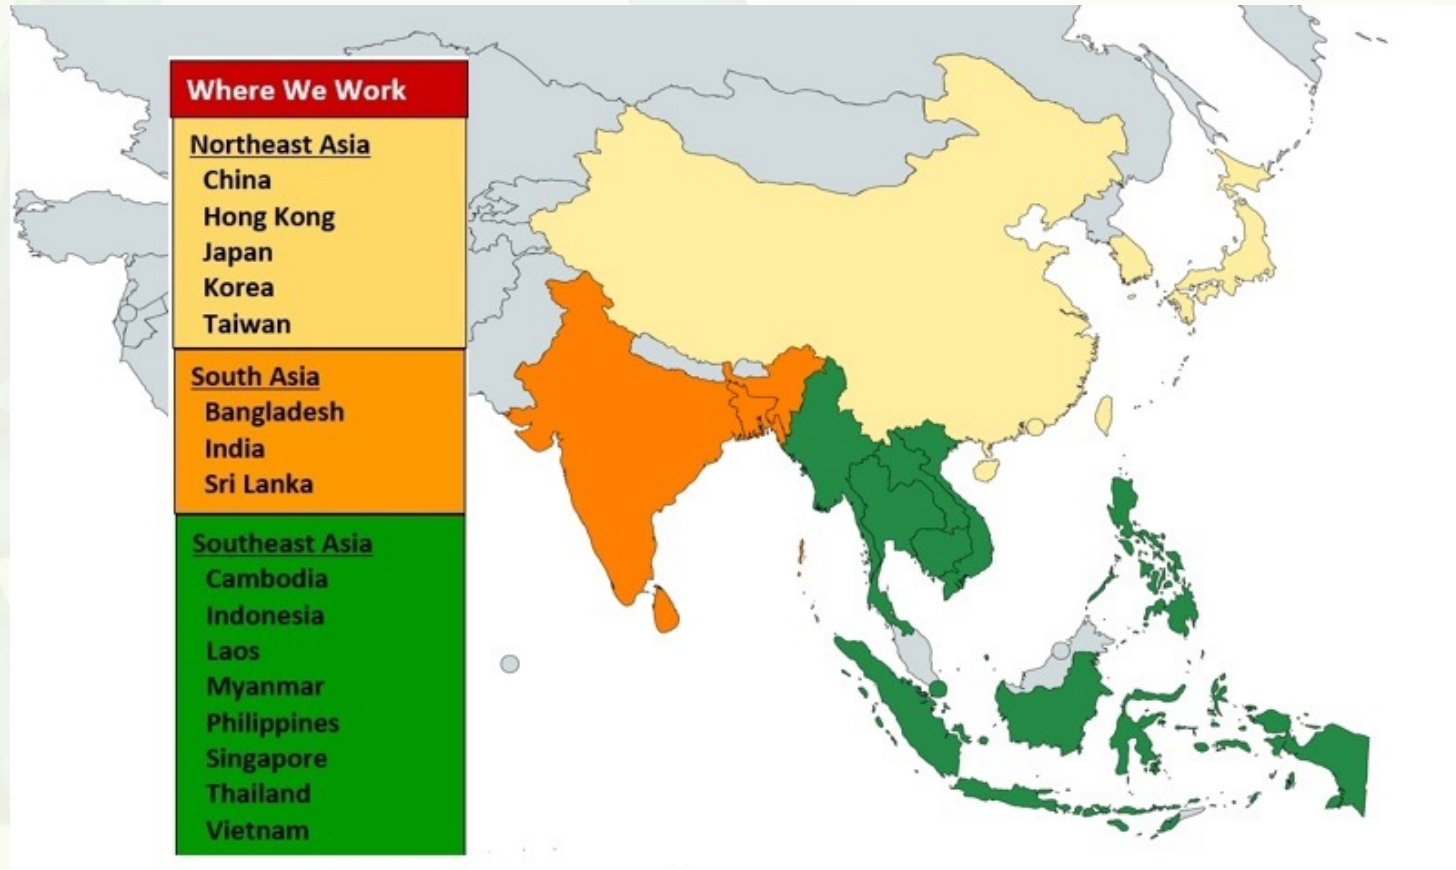 Where We Work
Northeast Asia
China
Hong Kong
Japan
Korea
Taiwan
South Asia
Bangladesh
India
Sri Lanka
Southeast Asia
Cambodia
Indonesia
Laos
Myanmar
Philippines
Singapore
Thailand
Vietnam